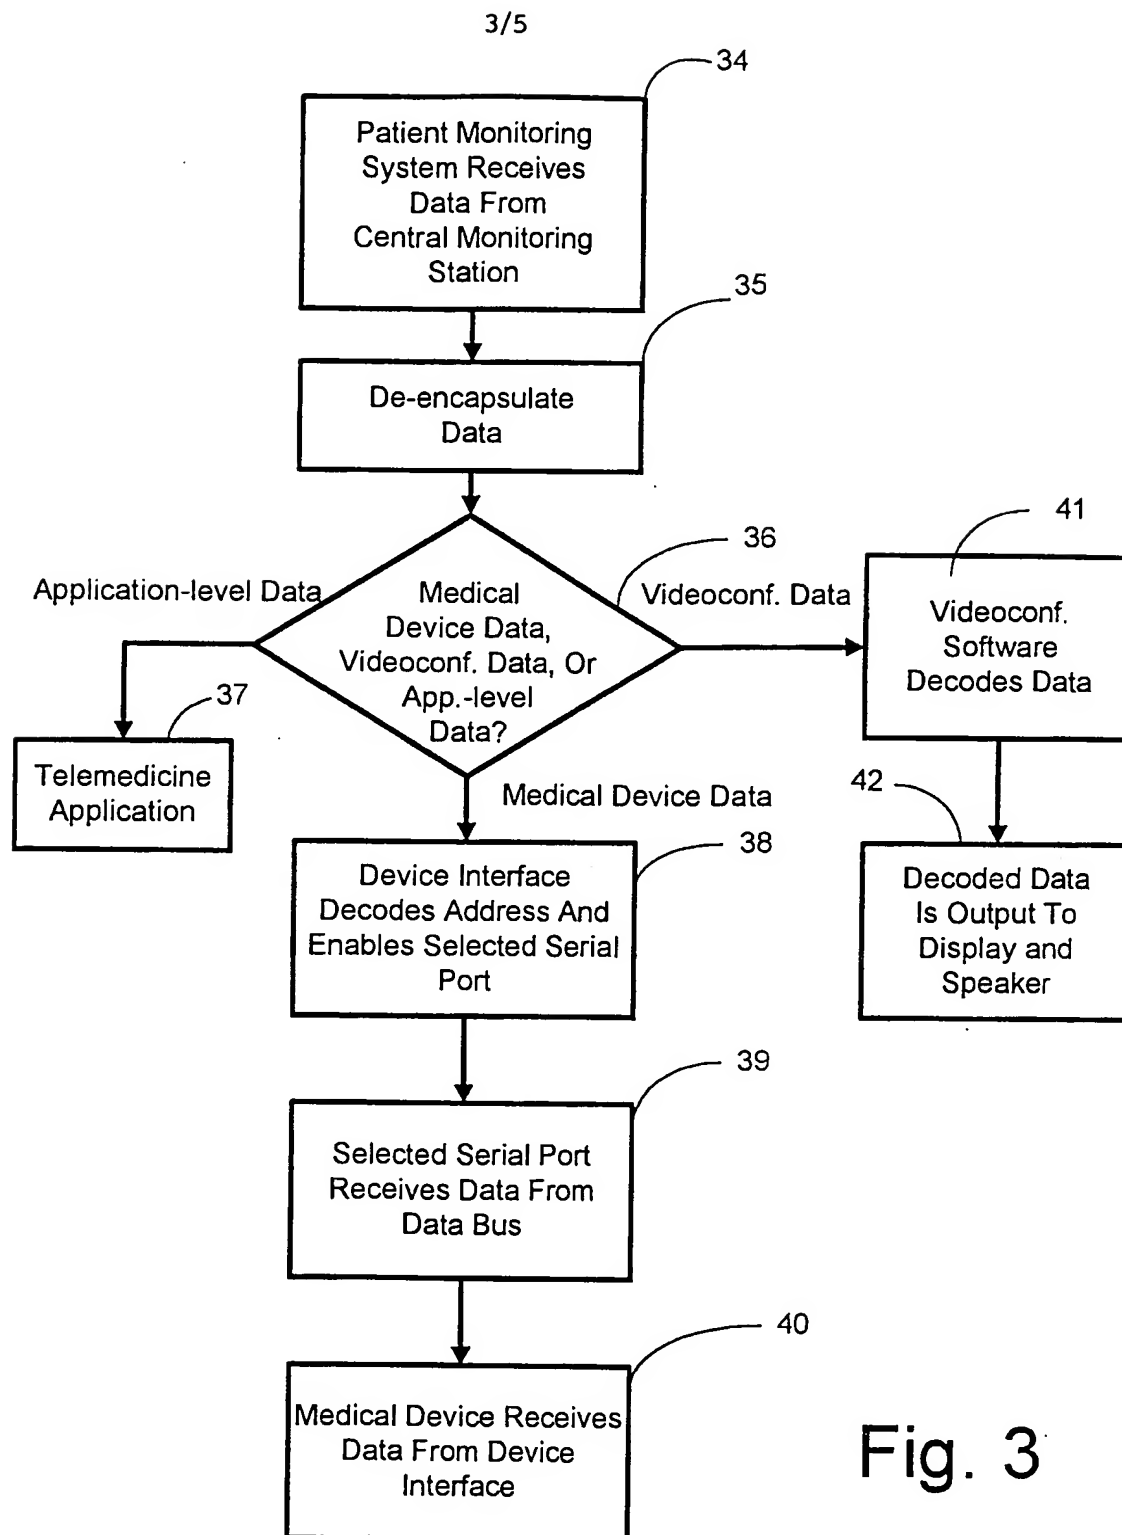 3/5
34
Patient Monitoring
System Receives
Data From
Central Monitoring
Station
35
De-encapsulate
Data
36
Application-level Data
Medical
Device Data,
Videoconf. Data, Or
App.-level
Data?
Videoconf. Data
41
Videoconf.
Software
Decodes Data
37
Telemedicine
Application
Medical Device Data
42
Decoded Data
Is Output To
Display and
Speaker
38
Device Interface
Decodes Address And
Enables Selected Serial
Port
39
Selected Serial Port
Receives Data From
Data Bus
40
Medical Device Receives
Data From Device
Interface
Fig. 3